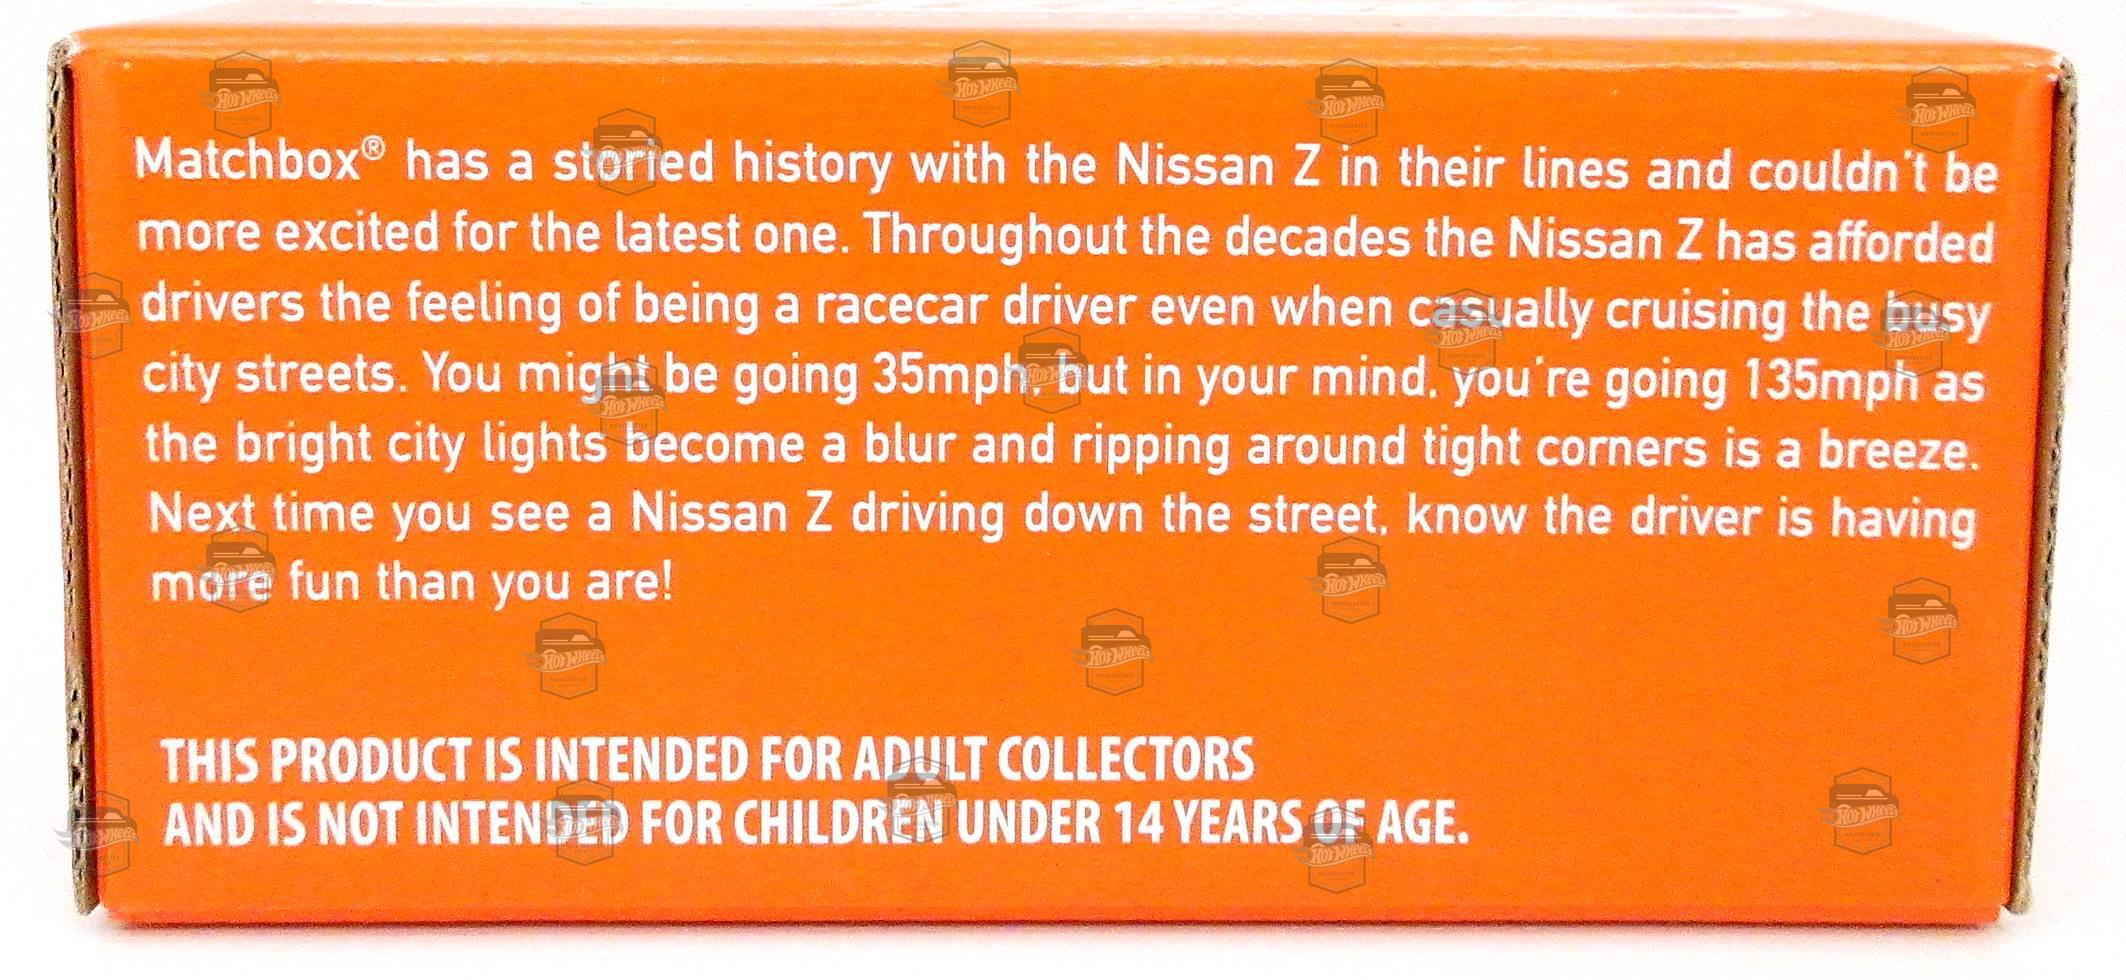 Matchbox® has a storied history with the Nissan Z in their lines and couldn't be
more excited for the latest one. Throughout the decades the Nissan Z has afforded
drivers the feeling of being a racecar driver even when casually cruising the busy
city streets. You might be going 35mph, but in your mind, you're going 135mph as
the bright city lights become a blur and ripping around tight corners is a breeze.
Next time you see a Nissan Z driving down the street, know the driver is having
more fun than you are!
THIS PRODUCT IS INTENDED FOR ADULT COLLECTORS
AND IS NOT INTENDED FOR CHILDREN UNDER 14 YEARS OF AGE.